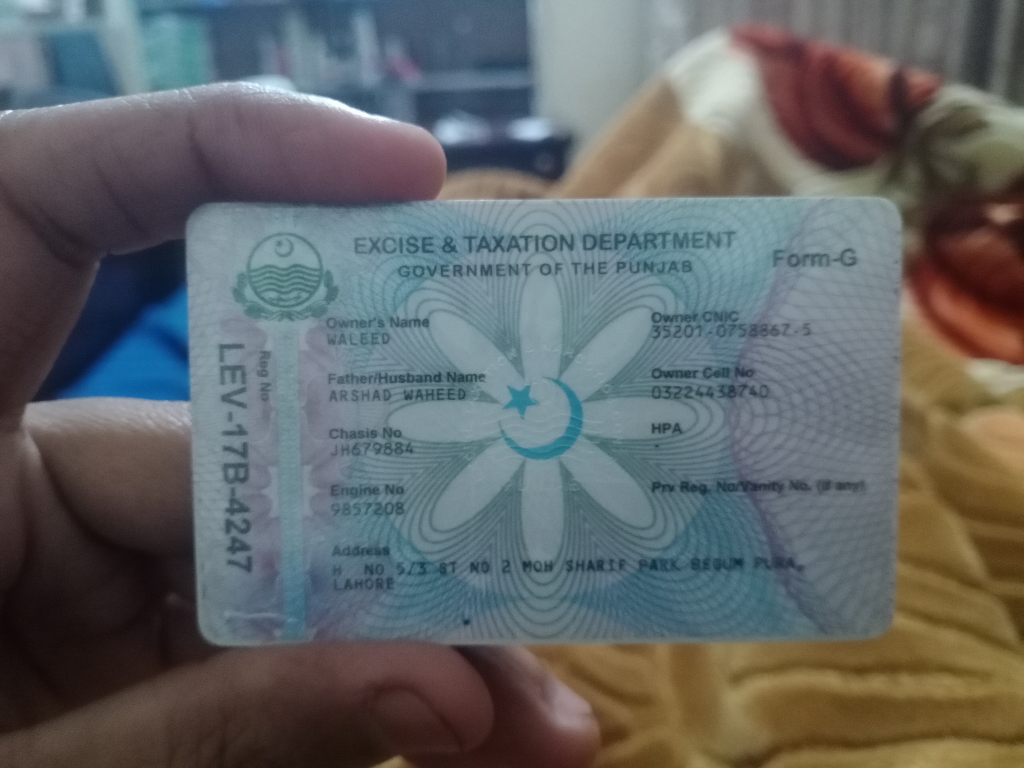 EXCISE & TAXATION DEPARTMENT
GOVERNMENT OF THE PUNJAB
Form-G
Reg No
LEV-17B-4247
Owner's Name
WALEED
Owner CNIC
35201-0758867-5
Father/Husband Name
ARSHAD WAHEED
Owner Cell No
03224438740
Chasis No
JH679884
HPA
-
Engine No
9857208
Prv Reg. No/Vanity No. (if any)
Address
H NO 5/3 ST NO 2 MOH SHARIF PARK BEGUM PURA,
LAHORE